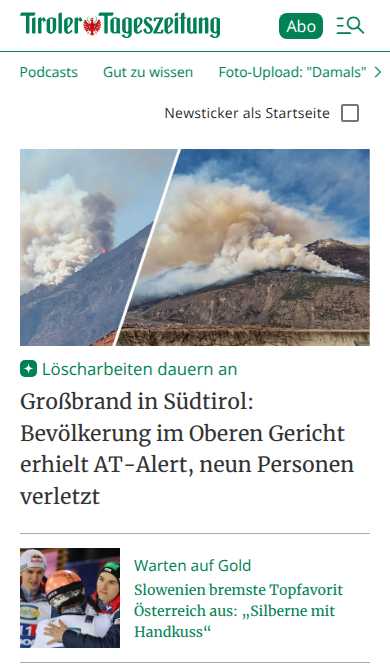 Tiroler Tageszeitung
Abo
Podcasts Gut zu wissen Foto-Upload: "Damals"
Newsticker als Startseite
Löscharbeiten dauern an
Großbrand in Südtirol:
Bevölkerung im Oberen Gericht
erhielt AT-Alert, neun Personen
verletzt
Warten auf Gold
Slowenien bremste Topfavorit
Österreich aus: „Silberne mit
Handkuss“